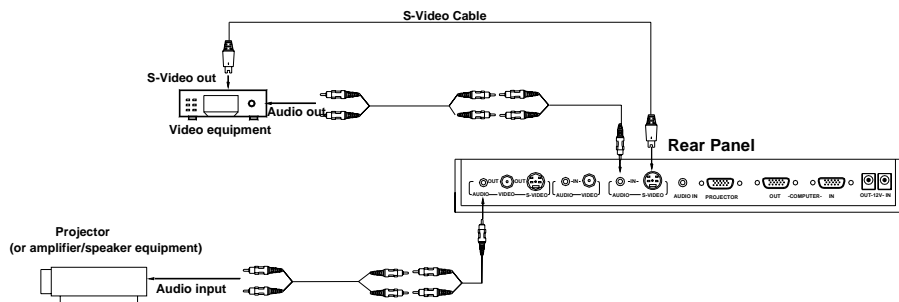 S-Video Cable
S-Video out
Audio out
Video equipment
Rear Panel
OUT OUT -IN- -IN-
AUDIO VIDEO S-VIDEO AUDIO VIDEO AUDIO S-VIDEO AUDIO IN PROJECTOR OUT -COMPUTER- IN OUT-12V- IN
Projector
(or amplifier/speaker equipment)
Audio input